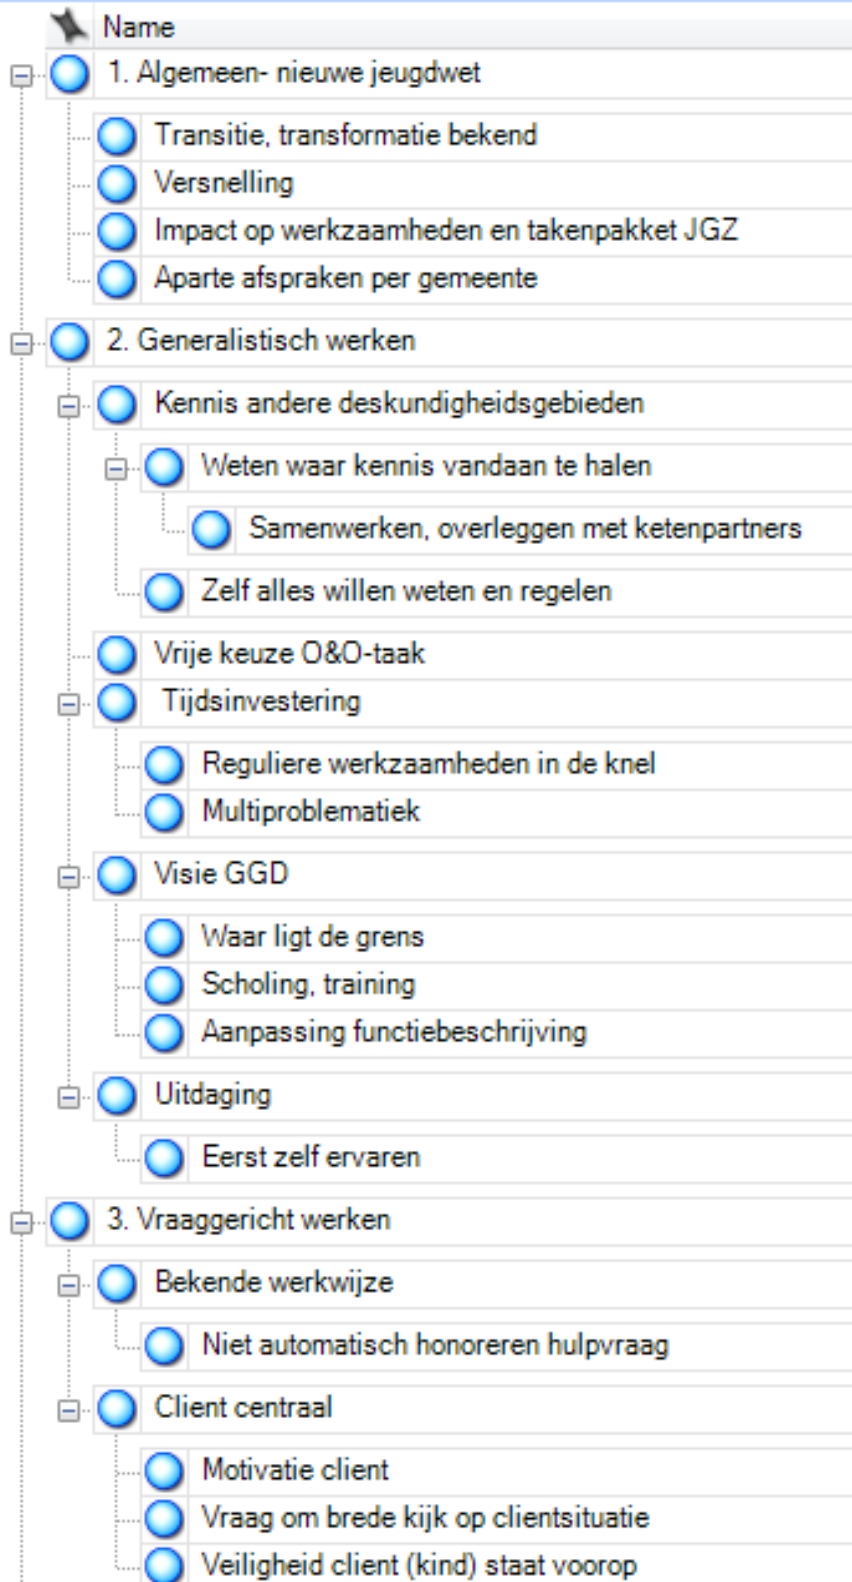 Name
1. Algemeen- nieuwe jeugdwet
Transitie, transformatie bekend
Versnelling
Impact op werkzaamheden en takenpakket JGZ
Aparte afspraken per gemeente
2. Generalistisch werken
Kennis andere deskundigheidsgebieden
Weten waar kennis vandaan te halen
Samenwerken, overleggen met ketenpartners
Zelf alles willen weten en regelen
Vrije keuze O&O-taak
Tijdsinvestering
Reguliere werkzaamheden in de knel
Multiproblematiek
Visie GGD
Waar ligt de grens
Scholing, training
Aanpassing functiebeschrijving
Uitdaging
Eerst zelf ervaren
3. Vraaggericht werken
Bekende werkwijze
Niet automatisch honoreren hulpvraag
Client centraal
Motivatie client
Vraag om brede kijk op clientsituatie
Veiligheid client (kind) staat voorop